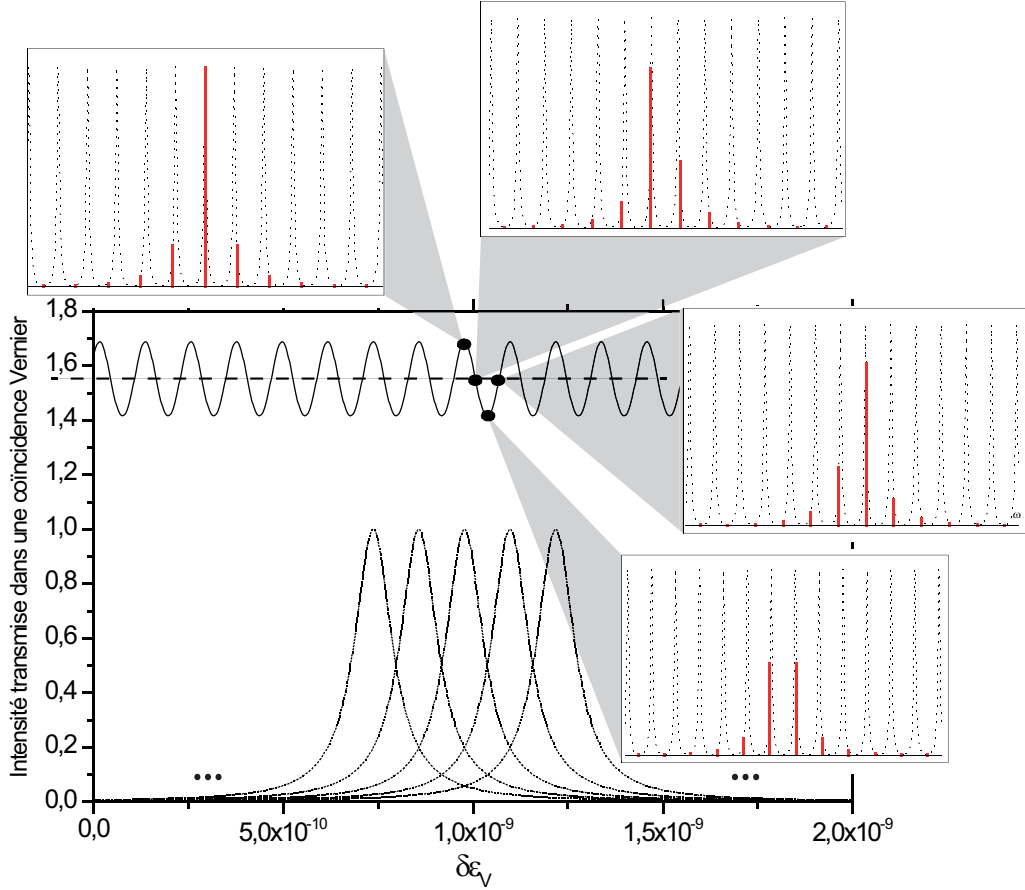 Intensité transmise dans une coïncidence Vernier
1,8
1,6
1,4
1,2
1,0
0,8
0,6
0,4
0,2
0,0
ω
•••
•••
0,0
5,0x10⁻¹⁰
1,0x10⁻⁹
1,5x10⁻⁹
2,0x10⁻⁹
δε_V